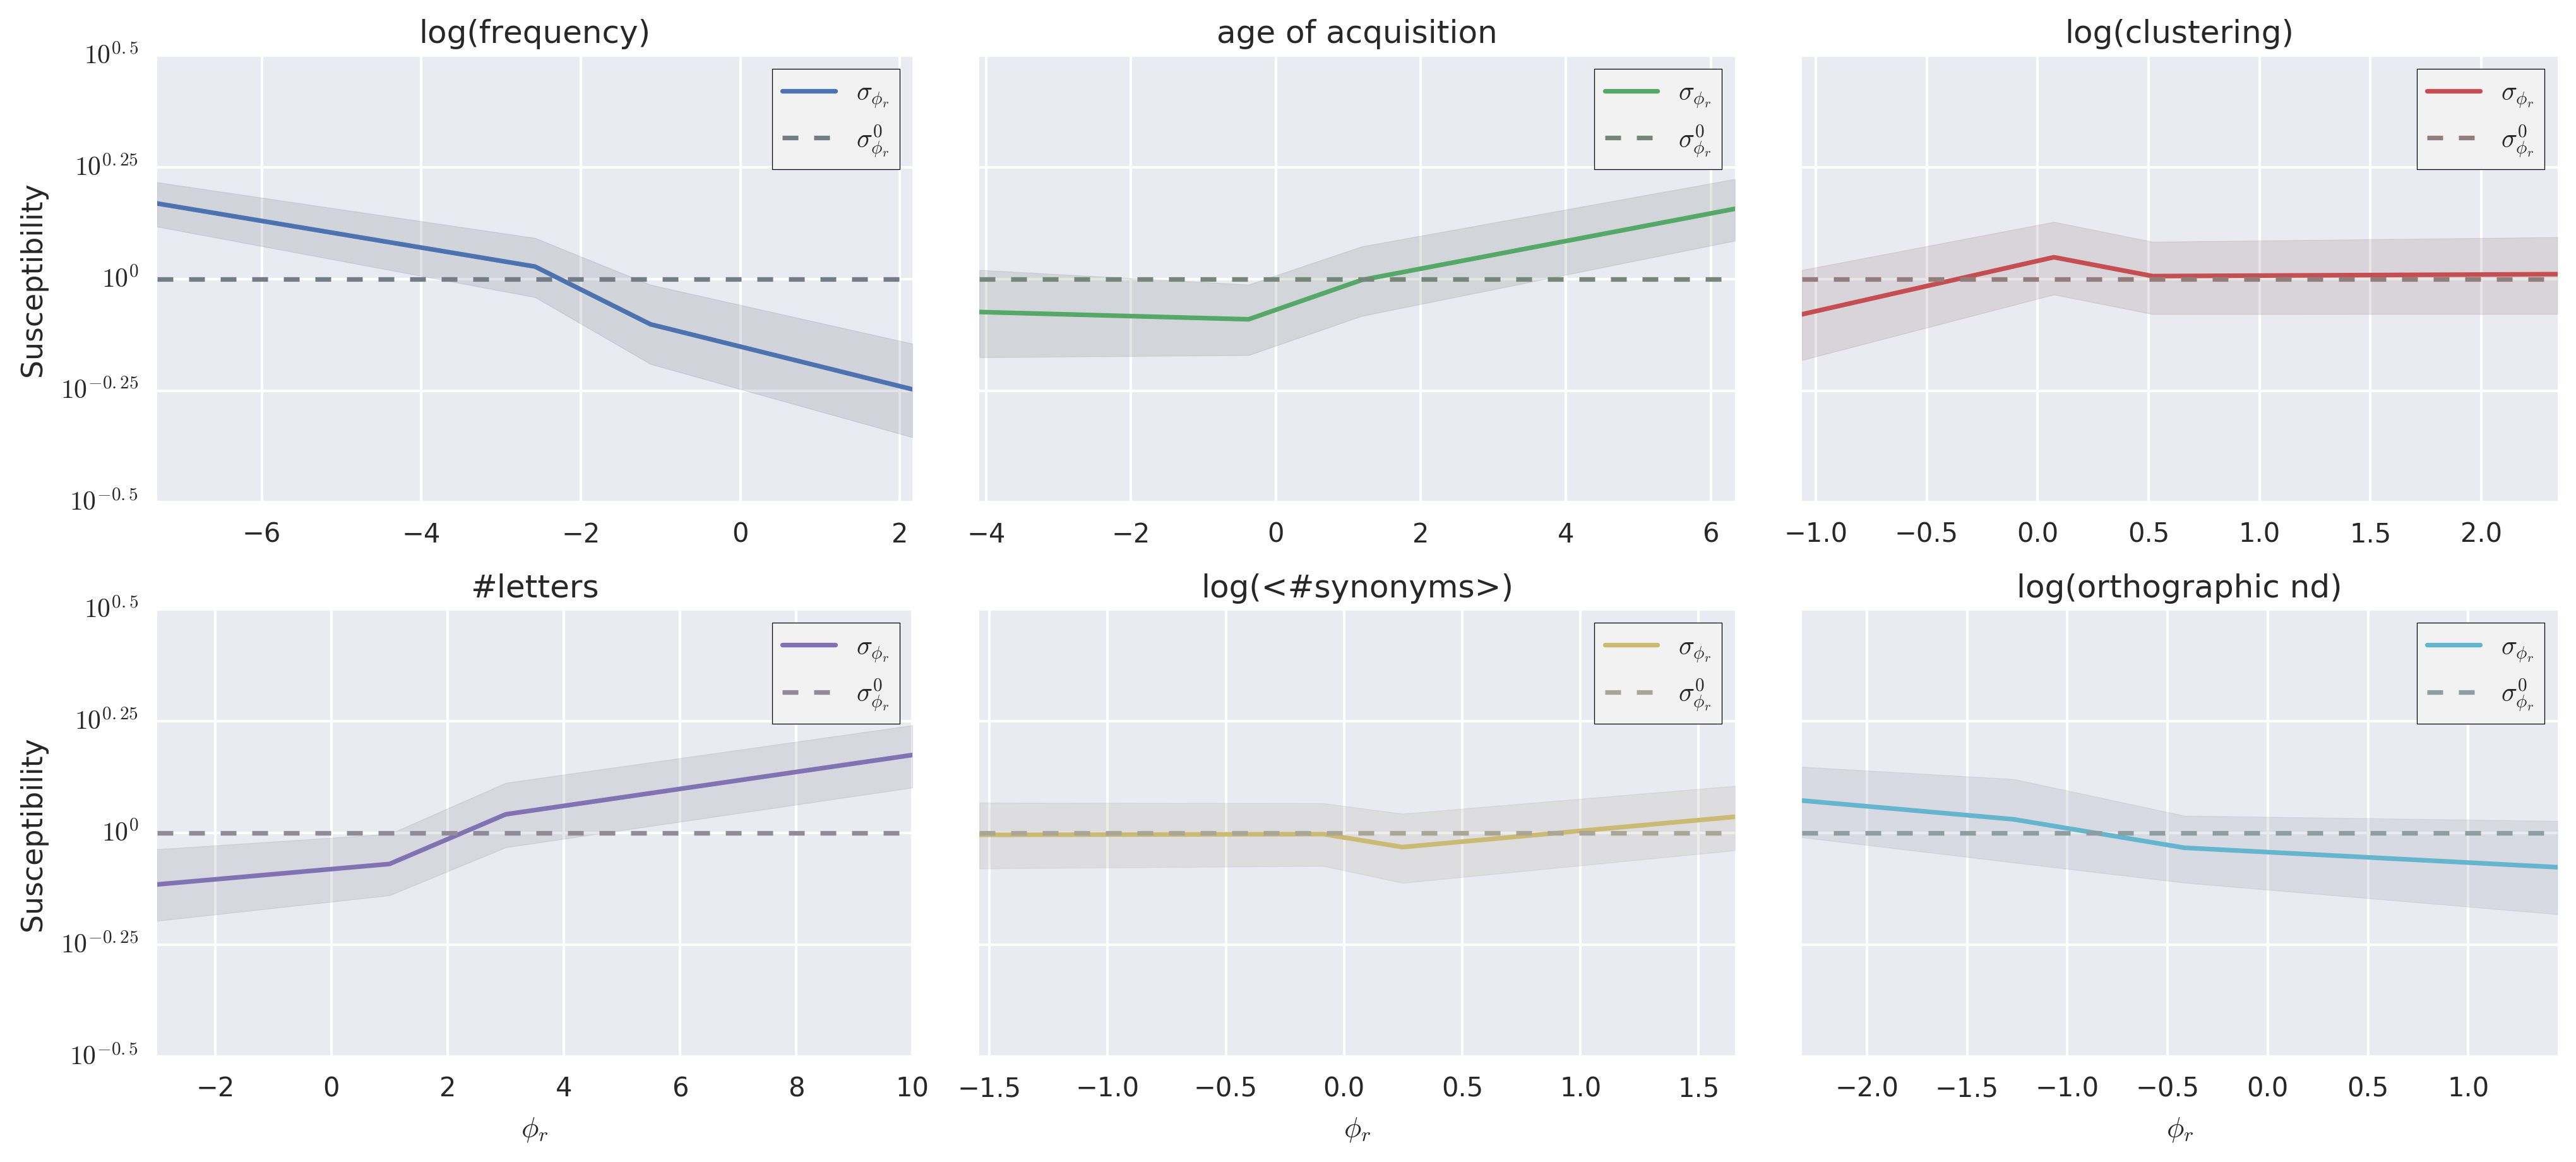 log(frequency)
age of acquisition
log(clustering)
Susceptibility
10^0.5
10^0.25
10^0
10^−0.25
10^−0.5
σ_ϕr
σ^0_ϕr
σ_ϕr
σ^0_ϕr
σ_ϕr
σ^0_ϕr
−6 −4 −2 0 2
−4 −2 0 2 4 6
−1.0 −0.5 0.0 0.5 1.0 1.5 2.0
#letters
log(<#synonyms>)
log(orthographic nd)
Susceptibility
10^0.5
10^0.25
10^0
10^−0.25
10^−0.5
σ_ϕr
σ^0_ϕr
σ_ϕr
σ^0_ϕr
σ_ϕr
σ^0_ϕr
−2 0 2 4 6 8 10
−1.5 −1.0 −0.5 0.0 0.5 1.0 1.5
−2.0 −1.5 −1.0 −0.5 0.0 0.5 1.0
ϕ_r
ϕ_r
ϕ_r